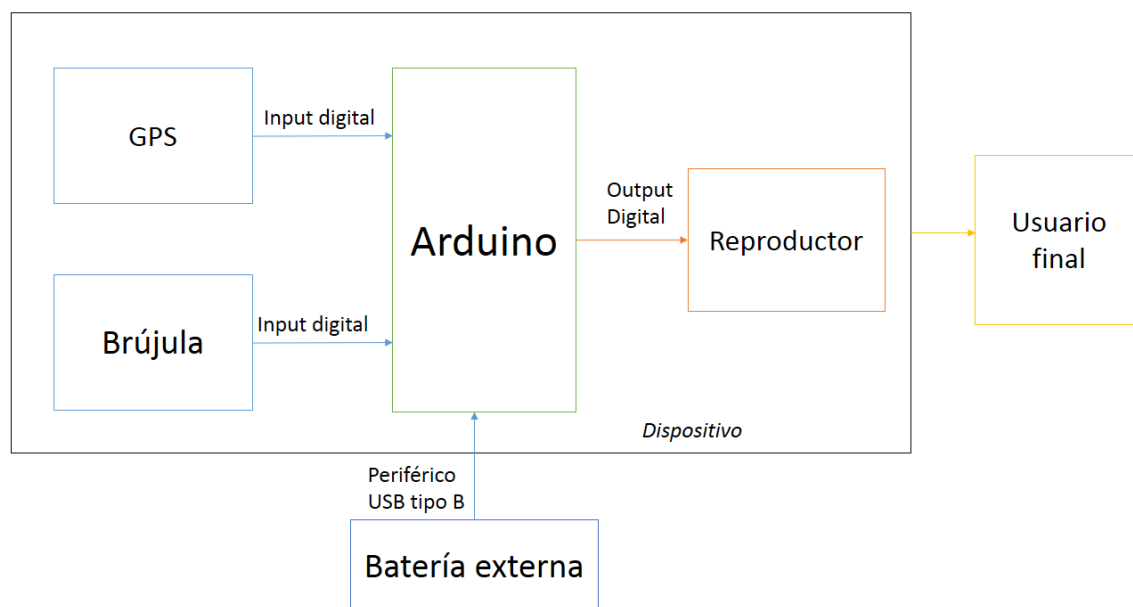 GPS
Input digital
Arduino
Output
Digital
Reproductor
Usuario
final
Brújula
Input digital
Dispositivo
Periférico
USB tipo B
Batería externa